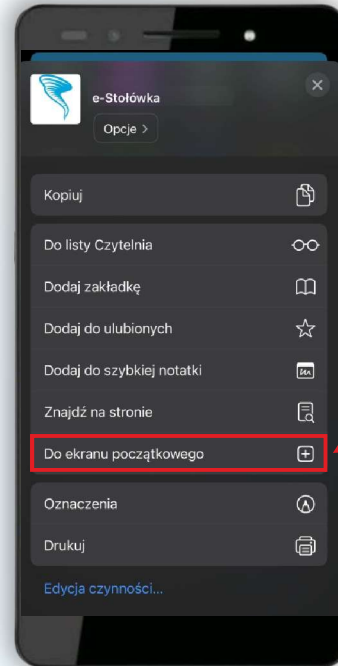 e-Stołówka
Opcje >
Kopiuj
Do listy Czytelnia
Dodaj zakładkę
Dodaj do ulubionych
Dodaj do szybkiej notatki
Znajdź na stronie
Do ekranu początkowego
Oznaczenia
Drukuj
Edycja czynności...